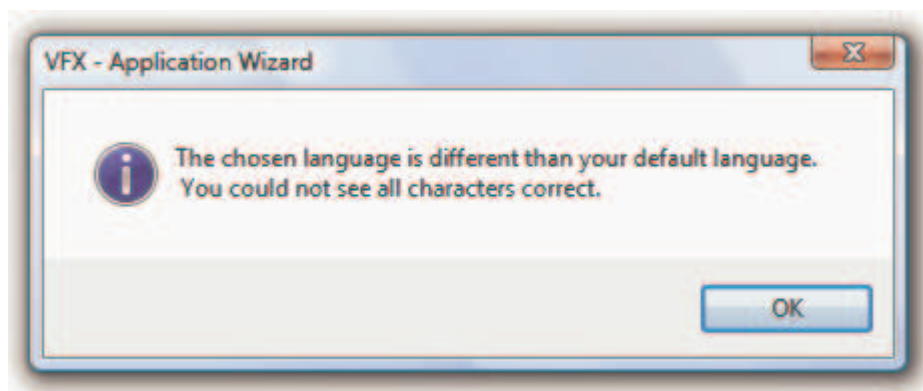 VFX - Application Wizard
The chosen language is different than your default language.
You could not see all characters correct.
OK